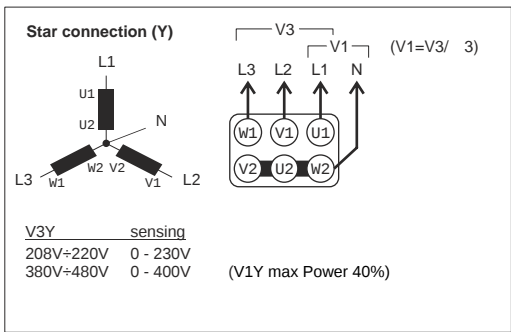 Star connection (Y)
V3
V1
(V1=V3/ 3)
L3 L2 L1 N
L1
U1
U2
N
W2 V2
W1
V1
L3
L2
W1 V1 U1
V2 U2 W2
V3Y sensing
208V÷220V 0 - 230V
380V÷480V 0 - 400V
(V1Y max Power 40%)